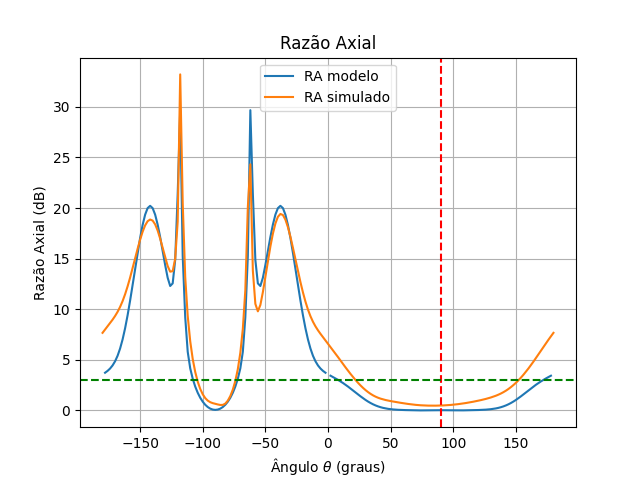 Razão Axial
RA modelo
RA simulado
Razão Axial (dB)
30
25
20
15
10
5
0
−150
−100
−50
0
50
100
150
Ângulo θ (graus)